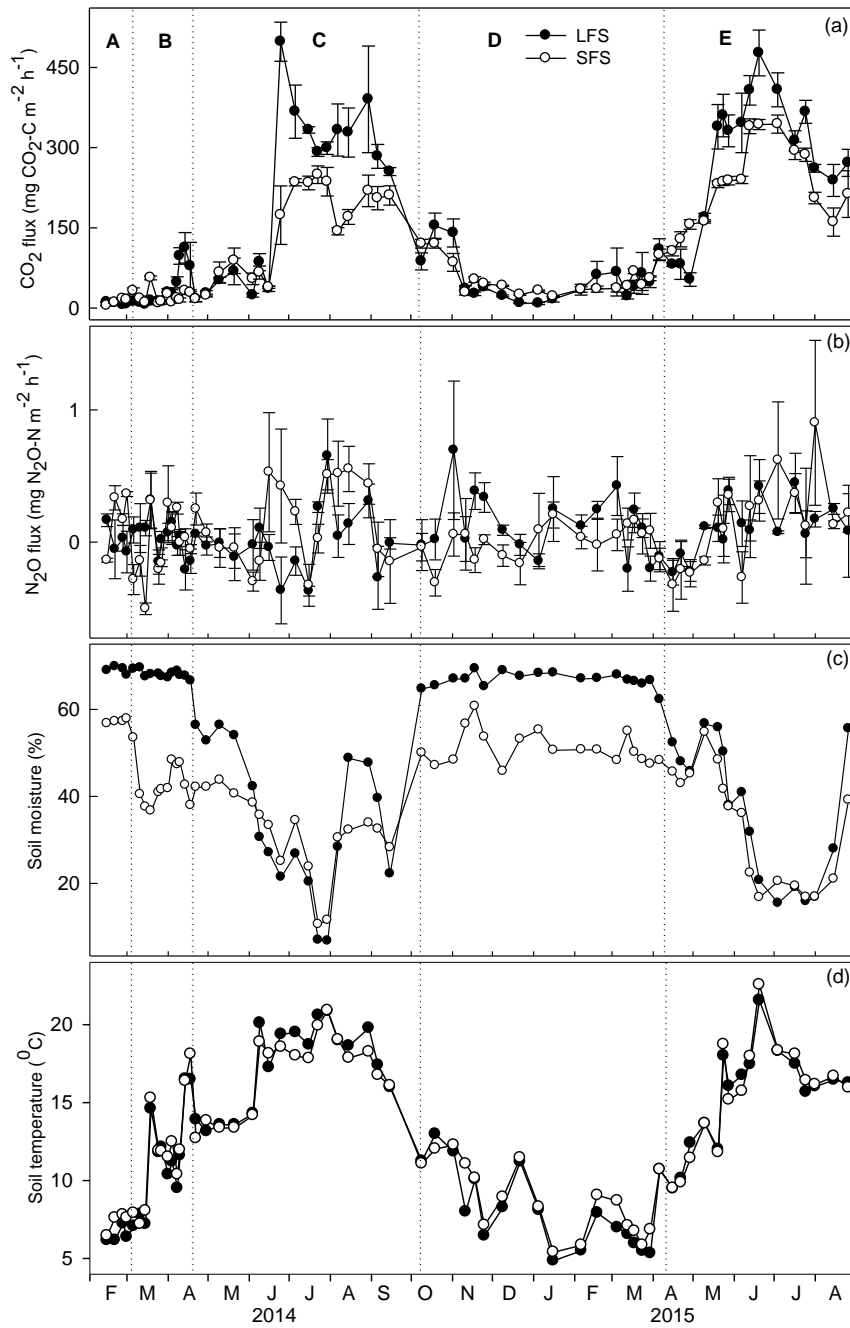 A B C D E (a)
LFS
SFS
CO2 flux (mg CO2-C m-2 h-1)
450
300
150
0
(b)
N2O flux (mg N2O-N m-2 h-1)
1
0
(c)
Soil moisture (%)
60
40
20
(d)
Soil temperature (0C)
20
15
10
5
F M A M J J A S O N D J F M A M J J A
2014 2015